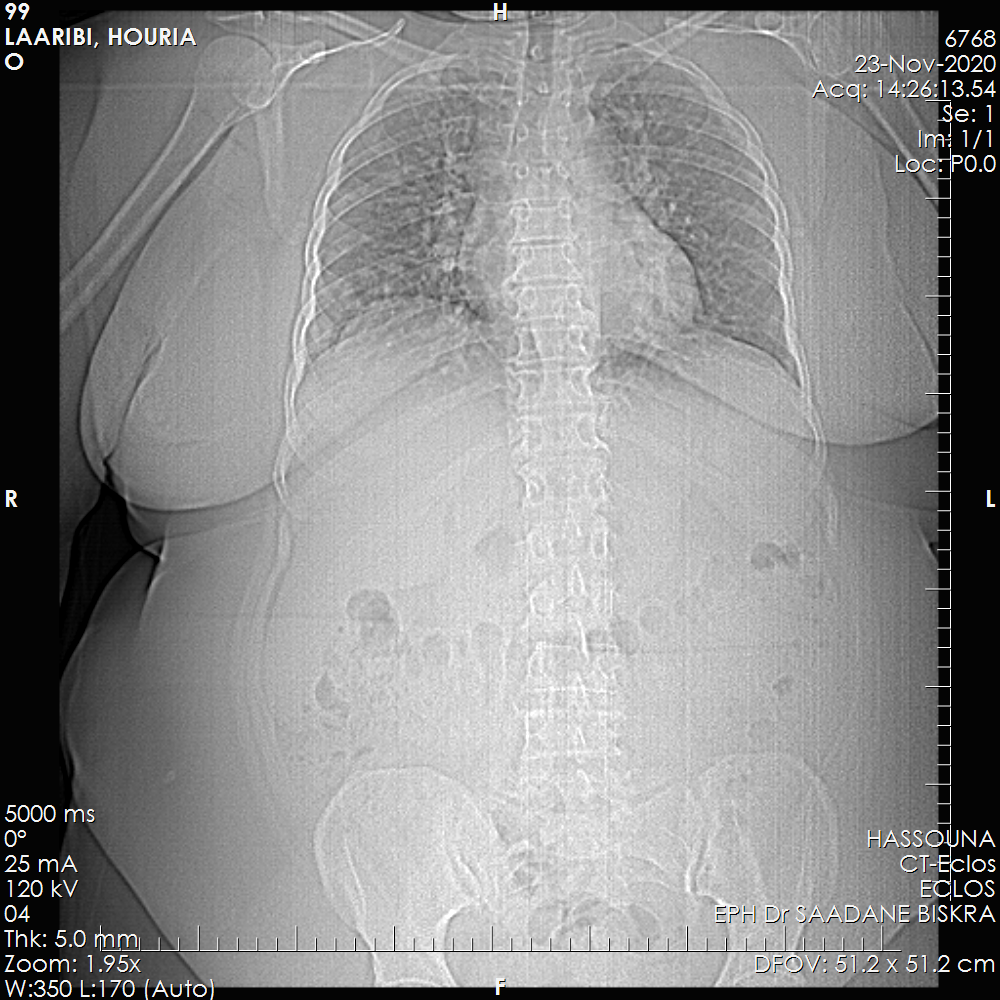 99
H
LAARIBI, HOURIA
O
6768
23-Nov-2020
Acq: 14:26:13.54
Se: 1
Im: 1/1
Loc: P0.0
R
L
5000 ms
0°
25 mA
120 kV
04
Thk: 5.0 mm
Zoom: 1.95x
W:350 L:170 (Auto)
F
HASSOUNA
CT-Eclos
ECLOS
EPH Dr SAADANE BISKRA
DFOV: 51.2 x 51.2 cm